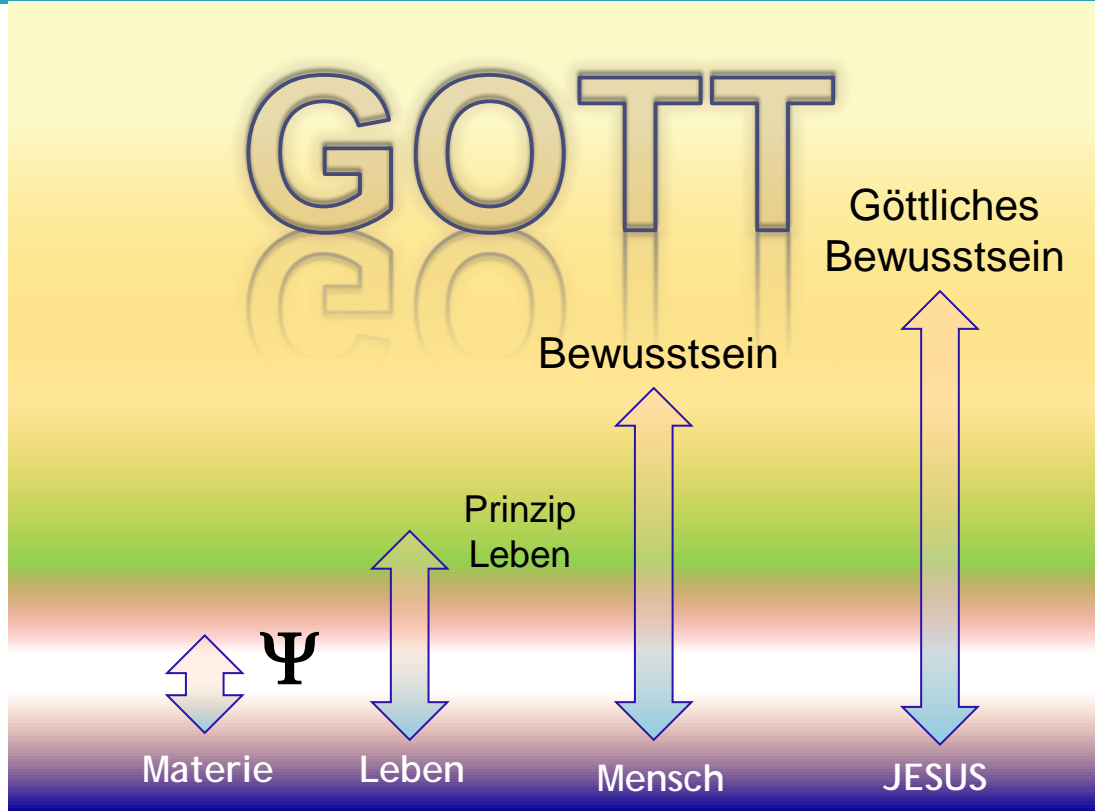 GOTT
Göttliches
Bewusstsein
Bewusstsein
Prinzip
Leben
Ψ
Materie
Leben
Mensch
JESUS